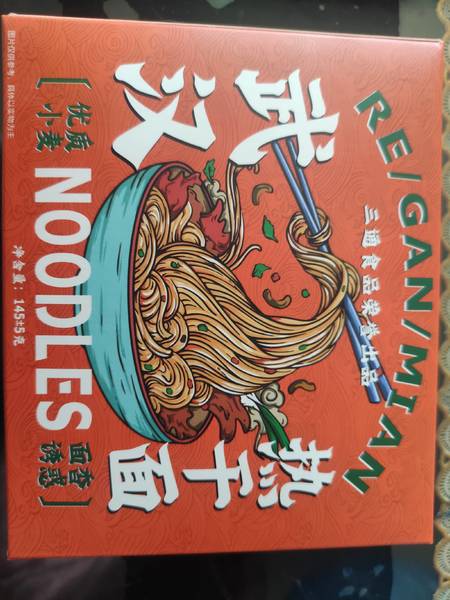 RE/GAN/MIAN
食品荣誉出品
武汉
热干面
[优质
小麦
NOODLES
面香
诱惑]
净含量：145±5克
图片仅供参考，具体以实物为主